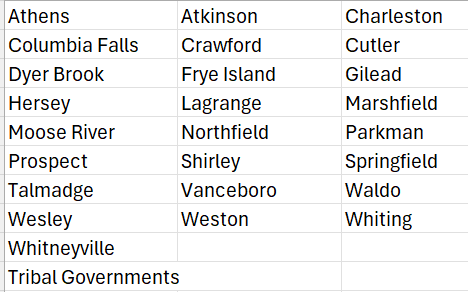 Athens Atkinson Charleston
Columbia Falls Crawford Cutler
Dyer Brook Frye Island Gilead
Hersey Lagrange Marshfield
Moose River Northfield Parkman
Prospect Shirley Springfield
Talmadge Vanceboro Waldo
Wesley Weston Whiting
Whitneyville
Tribal Governments